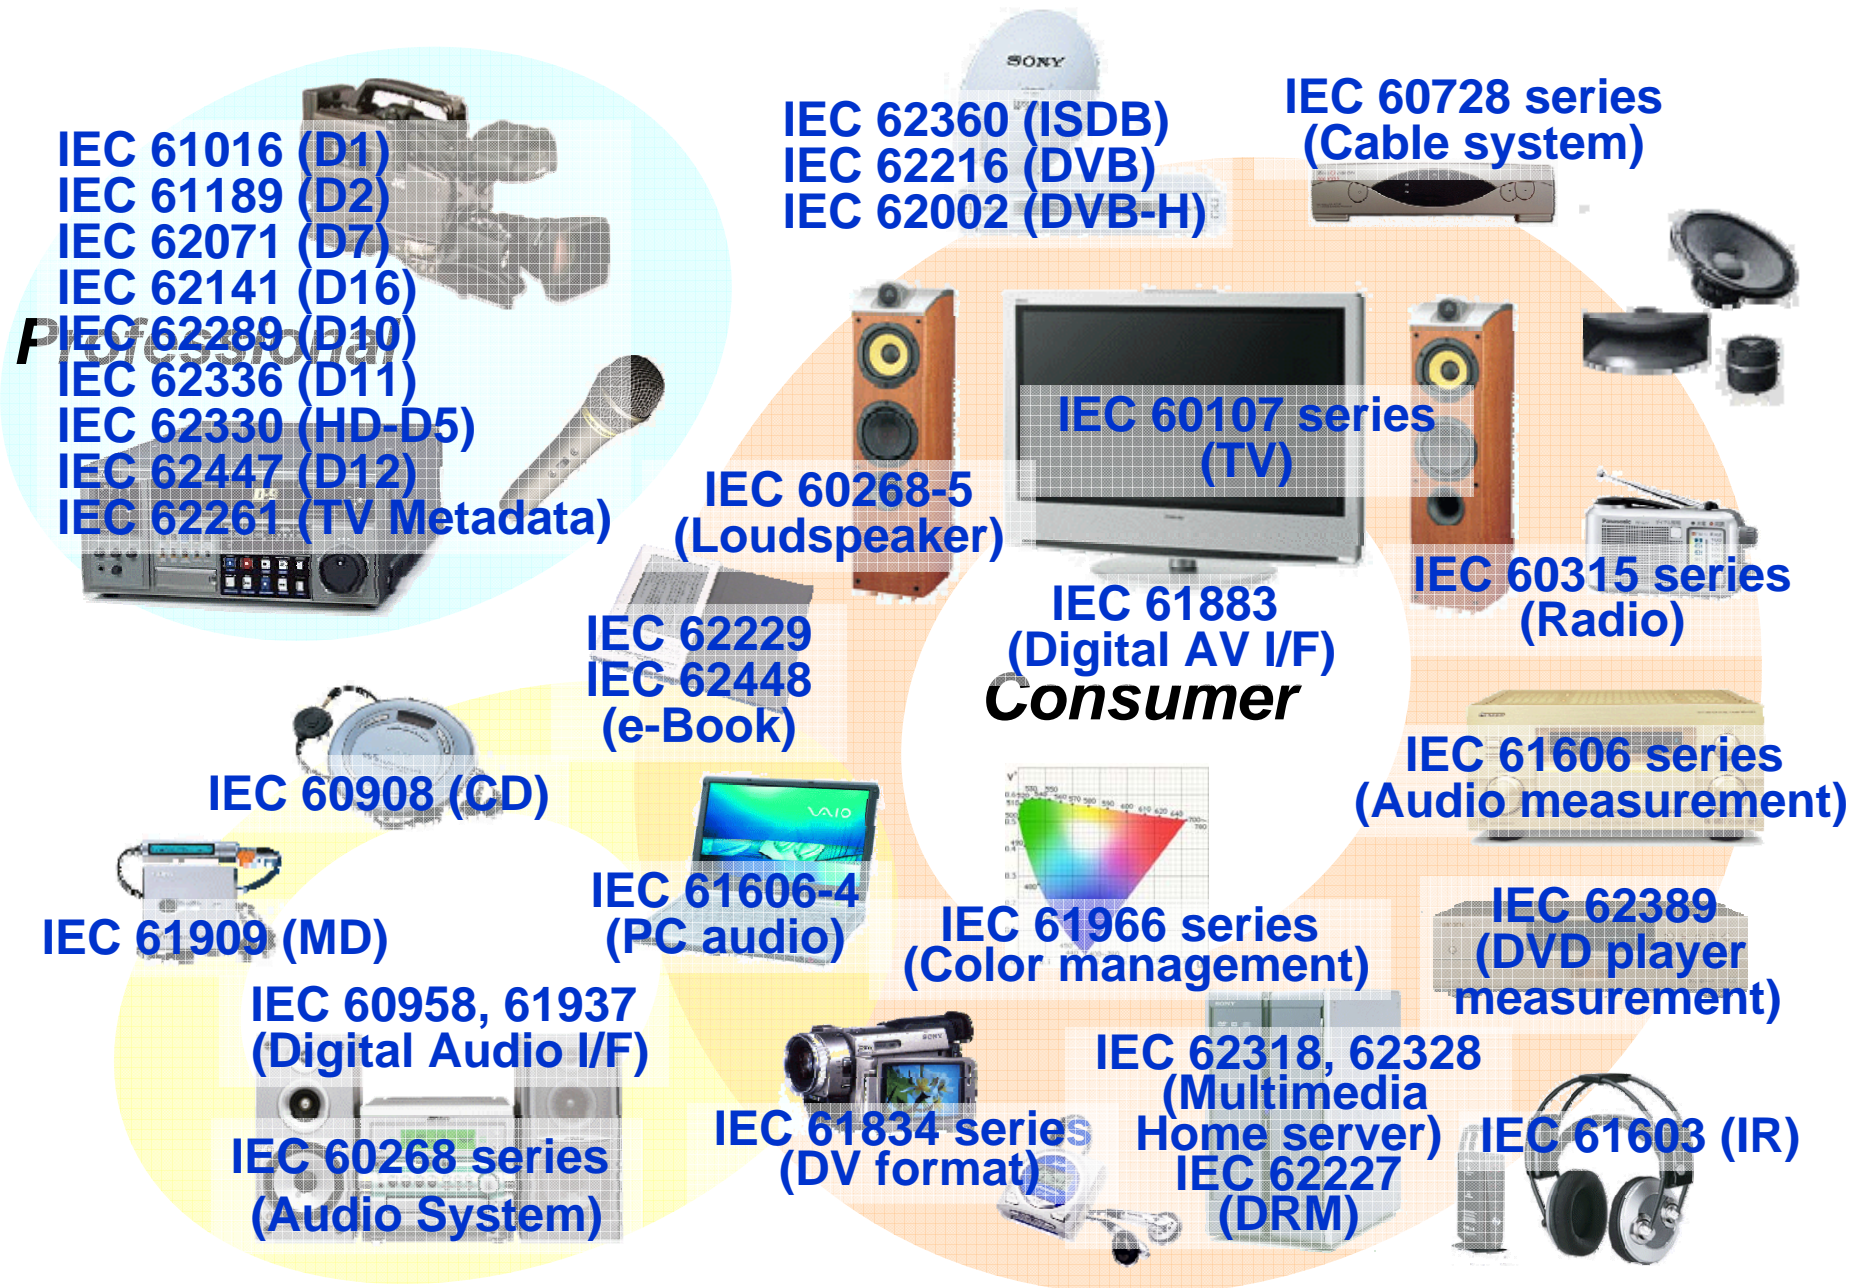 SONY
IEC 61016 (D1)
IEC 61189 (D2)
IEC 62071 (D7)
IEC 62141 (D16)
IEC 62289 (D10)
IEC 62336 (D11)
IEC 62330 (HD-D5)
IEC 62447 (D12)
IEC 62261 (TV Metadata)
Professional
IEC 62360 (ISDB)
IEC 62216 (DVB)
IEC 62002 (DVB-H)
IEC 60728 series
(Cable system)
IEC 60107 series
(TV)
IEC 60268-5
(Loudspeaker)
Panasonic
IEC 60315 series
(Radio)
IEC 61883
(Digital AV I/F)
Consumer
IEC 62229
IEC 62448
(e-Book)
IEC 60908 (CD)
IEC 61909 (MD)
VAIO
IEC 61606-4
(PC audio)
IEC 61606 series
(Audio measurement)
IEC 61966 series
(Color management)
IEC 62389
(DVD player
measurement)
IEC 60958, 61937
(Digital Audio I/F)
IEC 60268 series
(Audio System)
SONY
IEC 61834 series
(DV format)
SONY
IEC 62318, 62328
(Multimedia
Home server)
IEC 62227
(DRM)
IEC 61603 (IR)